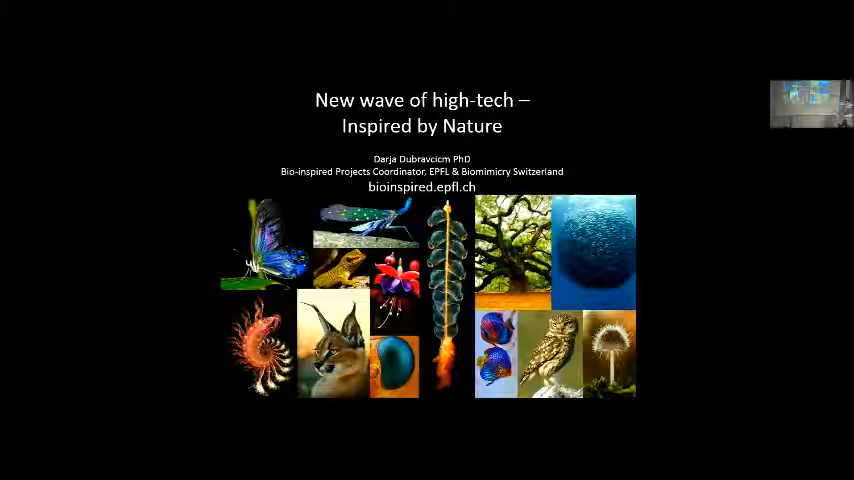 New wave of high-tech –
Inspired by Nature
Darja Dubravcicm PhD
Bio-inspired Projects Coordinator, EPFL & Biomimicry Switzerland
bioinspired.epfl.ch